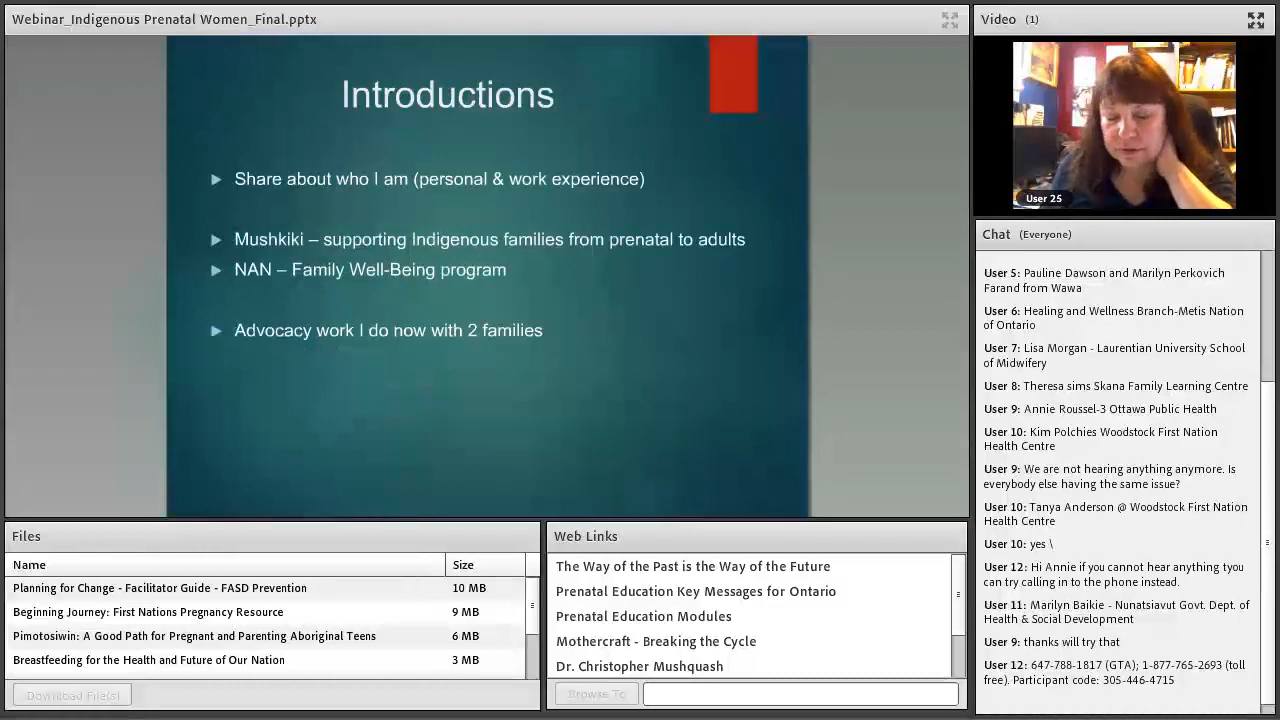 Webinar_Indigenous Prenatal Women_Final.pptx
Introductions
Share about who I am (personal & work experience)
Mushkiki – supporting Indigenous families from prenatal to adults
NAN – Family Well-Being program
Advocacy work I do now with 2 families
Video (1)
User 25
Chat (Everyone)
User 5: Pauline Dawson and Marilyn Perkovich
Farand from Wawa
User 6: Healing and Wellness Branch-Metis Nation
of Ontario
User 7: Lisa Morgan - Laurentian University School
of Midwifery
User 8: Theresa sims Skana Family Learning Centre
User 9: Annie Roussel-3 Ottawa Public Health
User 10: Kim Polchies Woodstock First Nation
Health Centre
User 9: We are not hearing anything anymore. Is
everybody else having the same issue?
User 10: Tanya Anderson @ Woodstock First Nation
Health Centre
User 10: yes \
User 12: Hi Annie if you cannot hear anything tyou
can try calling in to the phone instead.
User 11: Marilyn Baikie - Nunatsiavut Govt. Dept. of
Health & Social Development
User 9: thanks will try that
User 12: 647-788-1817 (GTA); 1-877-765-2693 (toll
free). Participant code: 305-446-4715
Files
Name Size
Planning for Change - Facilitator Guide - FASD Prevention 10 MB
Beginning Journey: First Nations Pregnancy Resource 9 MB
Pimotosiwin: A Good Path for Pregnant and Parenting Aboriginal Teens 6 MB
Breastfeeding for the Health and Future of Our Nation 3 MB
Download File(s)
Web Links
The Way of the Past is the Way of the Future
Prenatal Education Key Messages for Ontario
Prenatal Education Modules
Mothercraft - Breaking the Cycle
Dr. Christopher Mushquash
Browse To